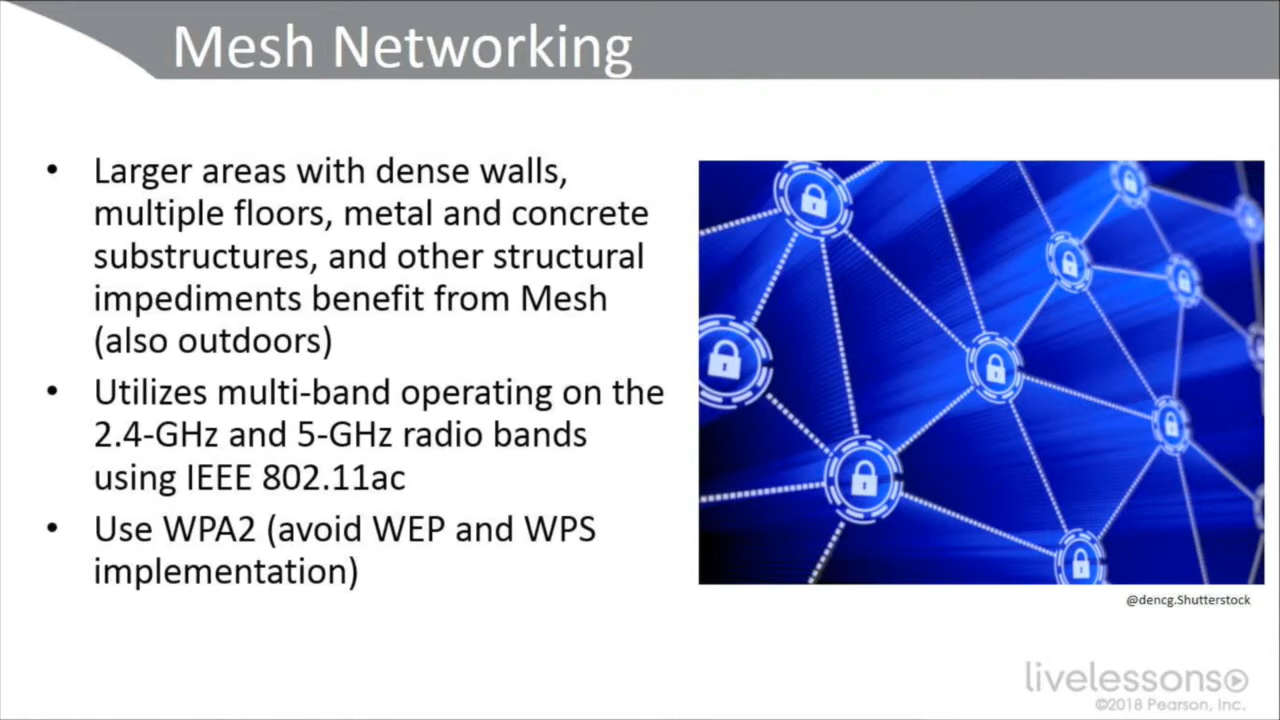 Mesh Networking
• Larger areas with dense walls,
multiple floors, metal and concrete
substructures, and other structural
impediments benefit from Mesh
(also outdoors)
• Utilizes multi-band operating on the
2.4-GHz and 5-GHz radio bands
using IEEE 802.11ac
• Use WPA2 (avoid WEP and WPS
implementation)
@dencg.Shutterstock
livelessons
©2018 Pearson, Inc.